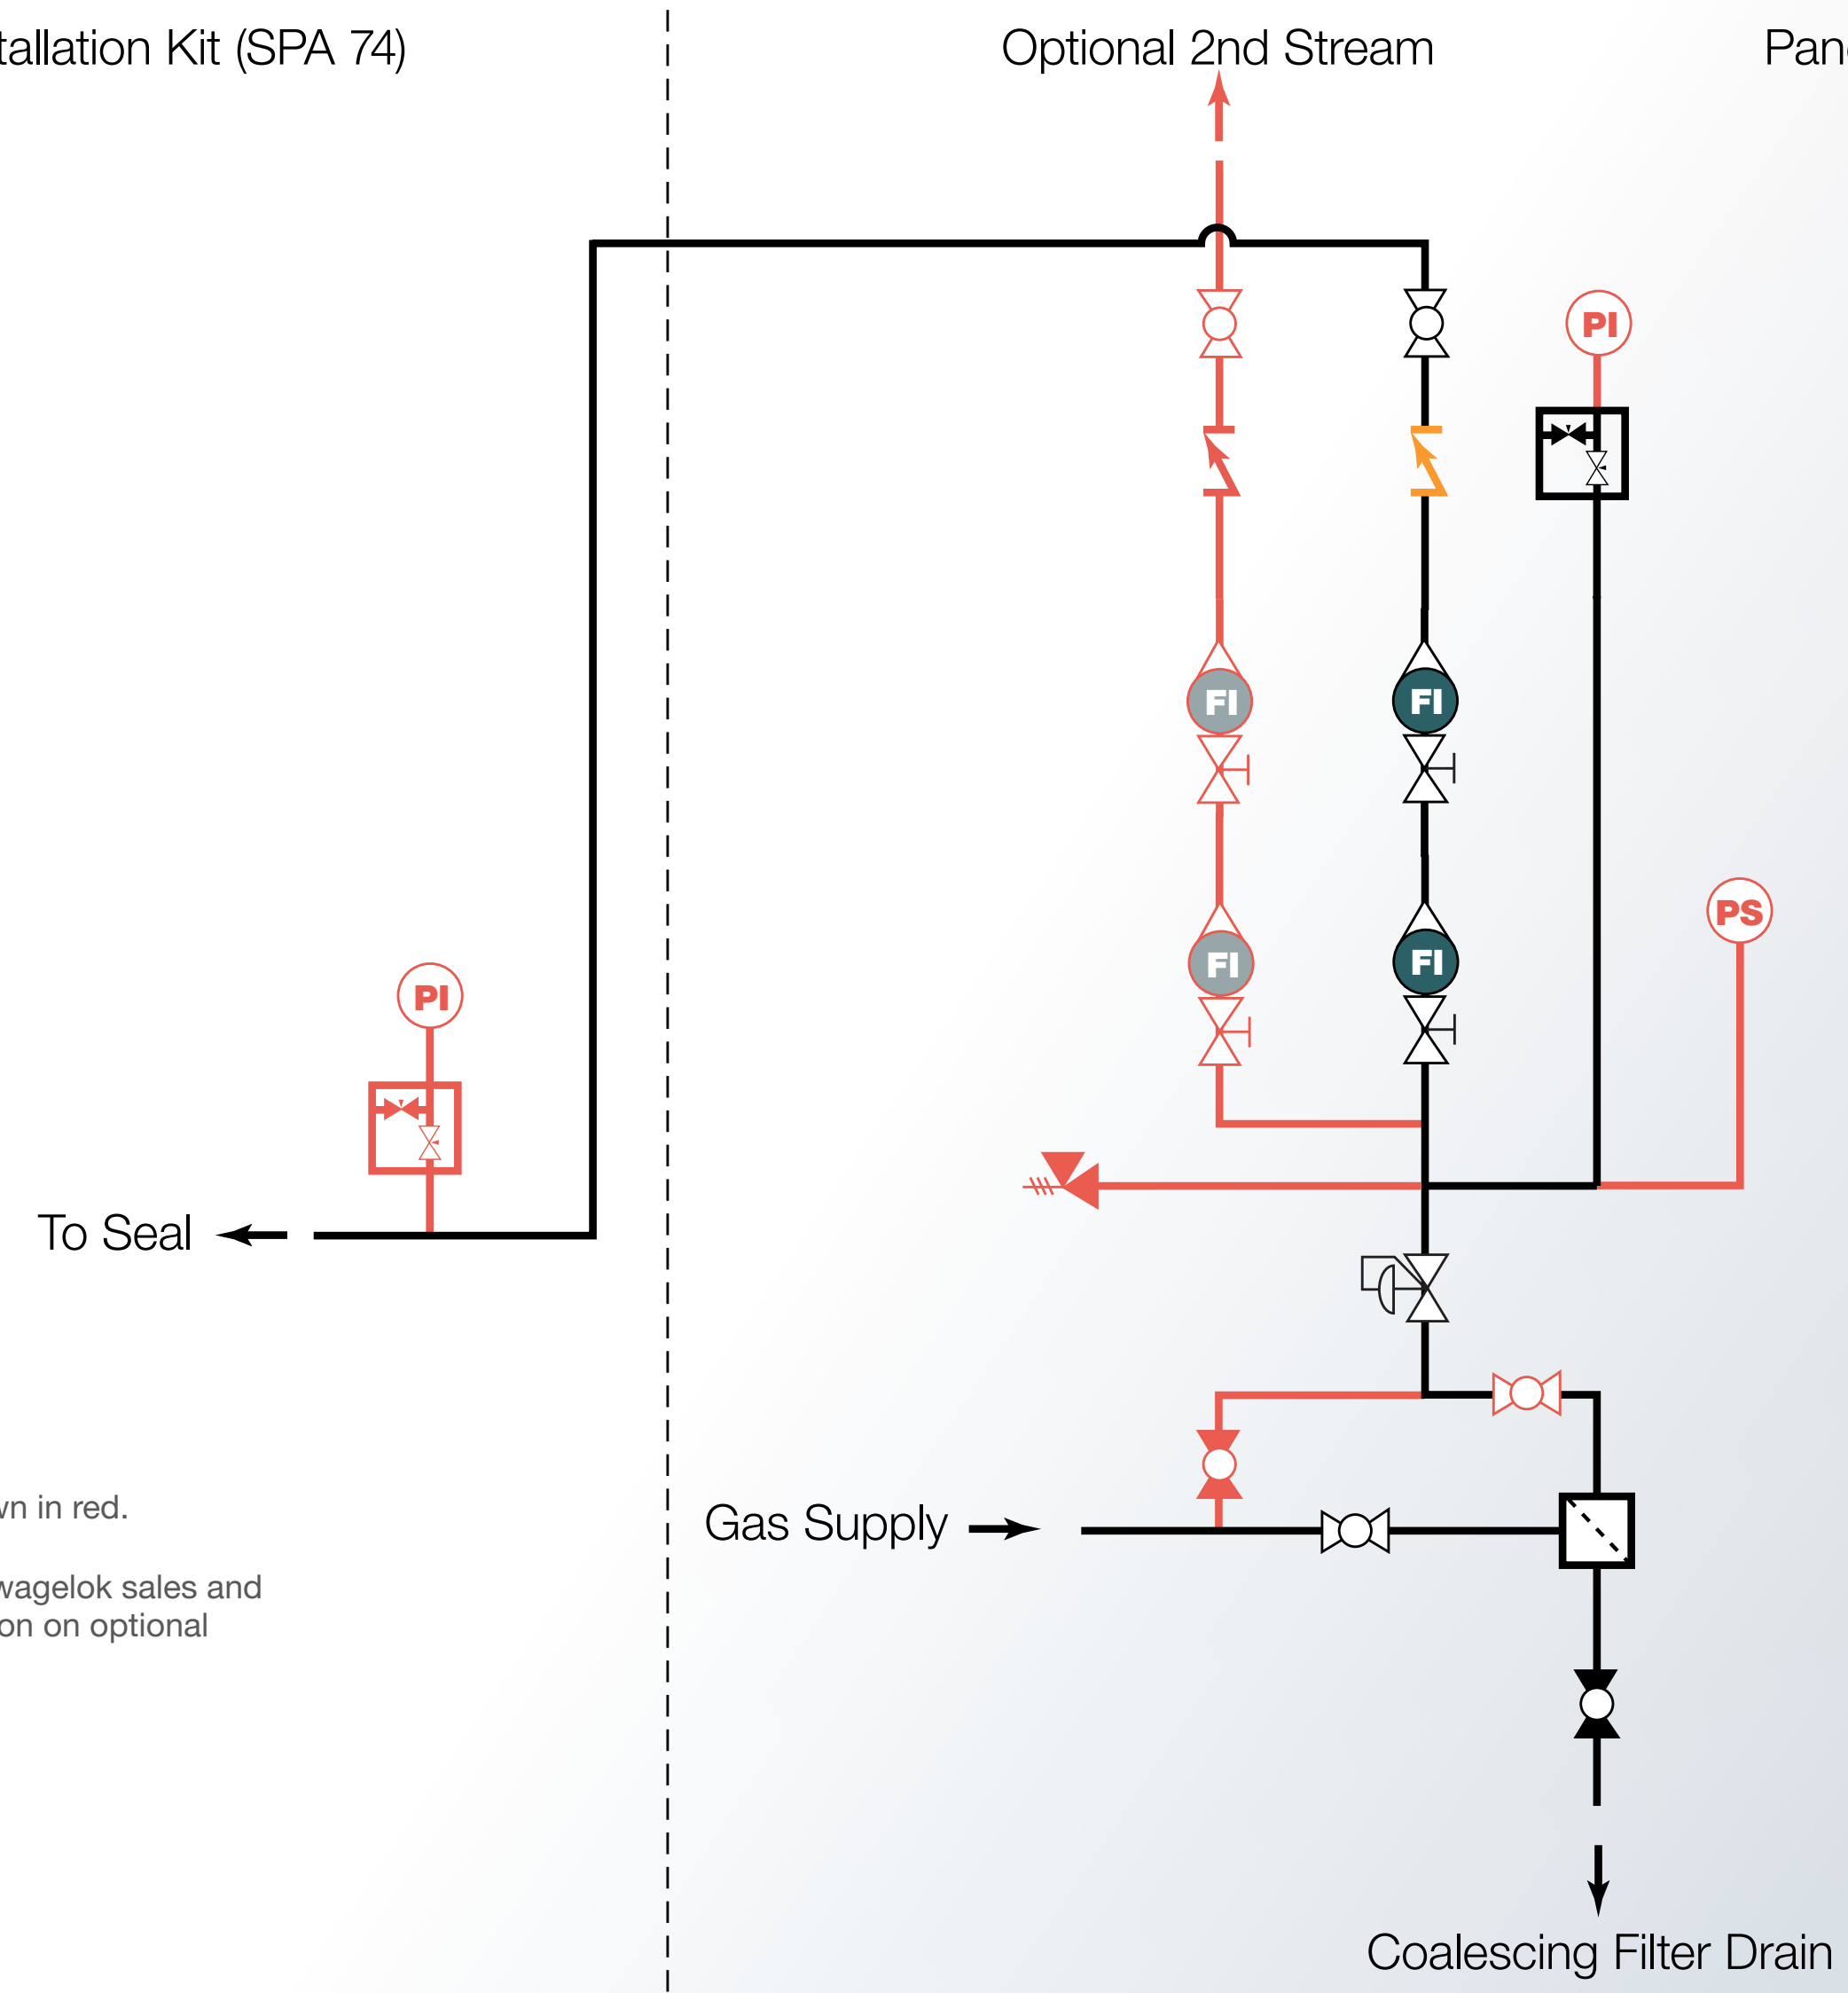 tallation Kit (SPA 74)
Optional 2nd Stream
Pan
PI
FI
FI
FI
FI
PS
PI
To Seal
Gas Supply
wn in red.
wagelok sales and
on on optional
Coalescing Filter Drain